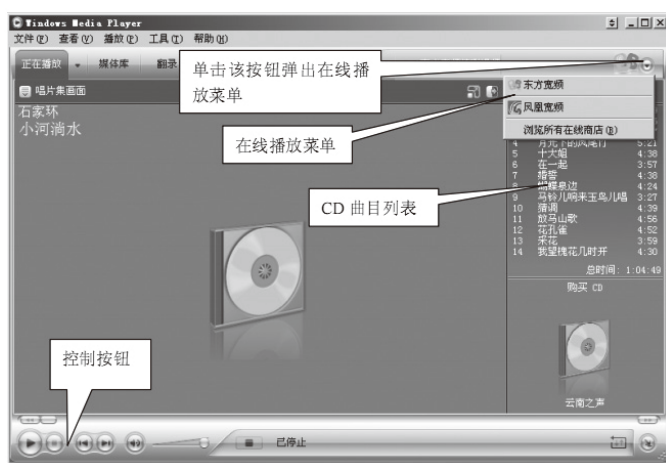 Windows Media Player
文件(F) 查看(V) 播放(P) 工具(T) 帮助(H)
正在播放 媒体库 翻录
单击该按钮弹出在线播
放菜单
唱片集画面
东方宽频
凤凰宽频
浏览所有在线商店(B)
石家环
小河淌水
在线播放菜单
4 月光下的凤尾竹 5:21
5 十大姐 4:38
6 在一起 3:57
7 婚誓 4:38
8 蝴蝶泉边 4:24
9 马铃儿响来玉鸟儿唱 3:27
10 猜调 4:39
11 放马山歌 4:56
12 花孔雀 4:52
13 采花 3:59
14 我望槐花几时开 4:30
CD 曲目列表
总时间: 1:04:49
购买 CD
控制按钮
云南之声
已停止